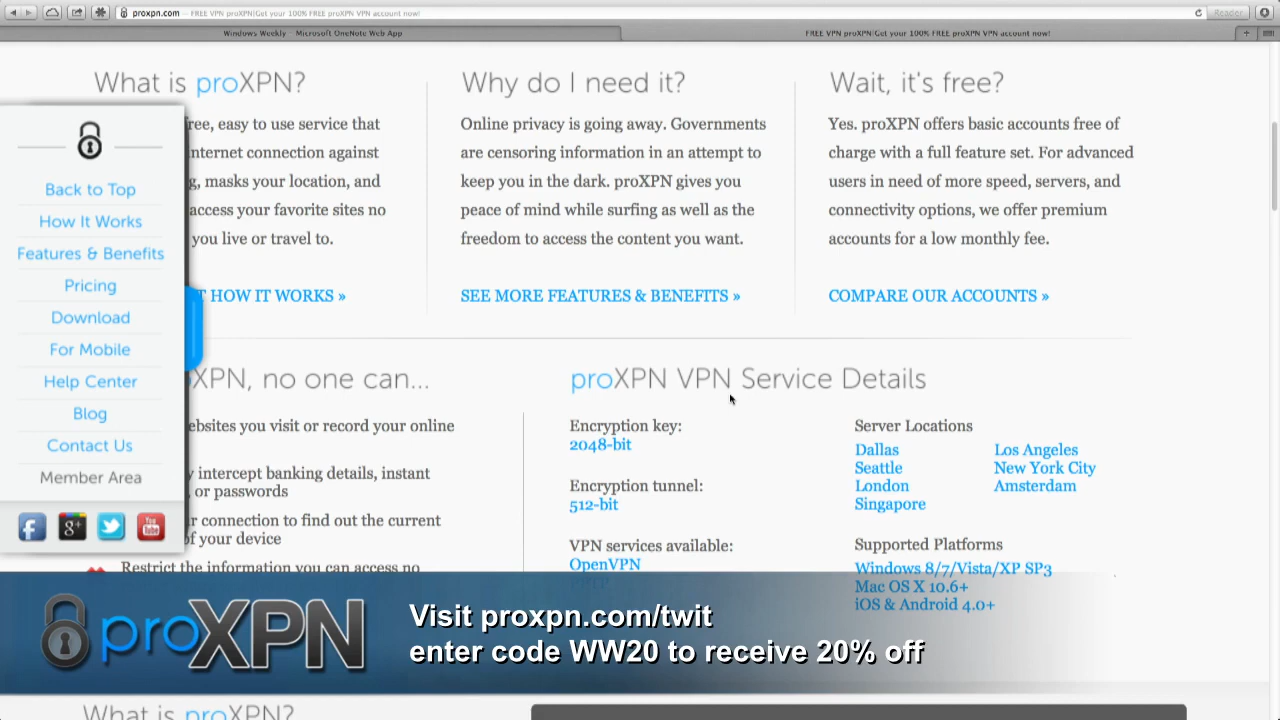 proxpn.com — FREE VPN proXPN|Get your 100% FREE proXPN VPN account now!
Reader
Windows Weekly – Microsoft OneNote Web App
FREE VPN proXPN|Get your 100% FREE proXPN VPN account now!
What is proXPN?
ree, easy to use service that
nternet connection against
g, masks your location, and
access your favorite sites no
you live or travel to.
T HOW IT WORKS »
Why do I need it?
Online privacy is going away. Governments
are censoring information in an attempt to
keep you in the dark. proXPN gives you
peace of mind while surfing as well as the
freedom to access the content you want.
SEE MORE FEATURES & BENEFITS »
Wait, it's free?
Yes. proXPN offers basic accounts free of
charge with a full feature set. For advanced
users in need of more speed, servers, and
connectivity options, we offer premium
accounts for a low monthly fee.
COMPARE OUR ACCOUNTS »
Back to Top
How It Works
Features & Benefits
Pricing
Download
For Mobile
Help Center
Blog
Contact Us
Member Area
XPN, no one can...
ebsites you visit or record your online
y intercept banking details, instant
, or passwords
r connection to find out the current
of your device
Restrict the information you can access no
proXPN VPN Service Details
Encryption key:
2048-bit
Encryption tunnel:
512-bit
VPN services available:
OpenVPN
PPTP
Server Locations
Dallas
Seattle
London
Singapore
Los Angeles
New York City
Amsterdam
Supported Platforms
Windows 8/7/Vista/XP SP3
Mac OS X 10.6+
iOS & Android 4.0+
proXPN
Visit proxpn.com/twit
enter code WW20 to receive 20% off
What is proXPN?